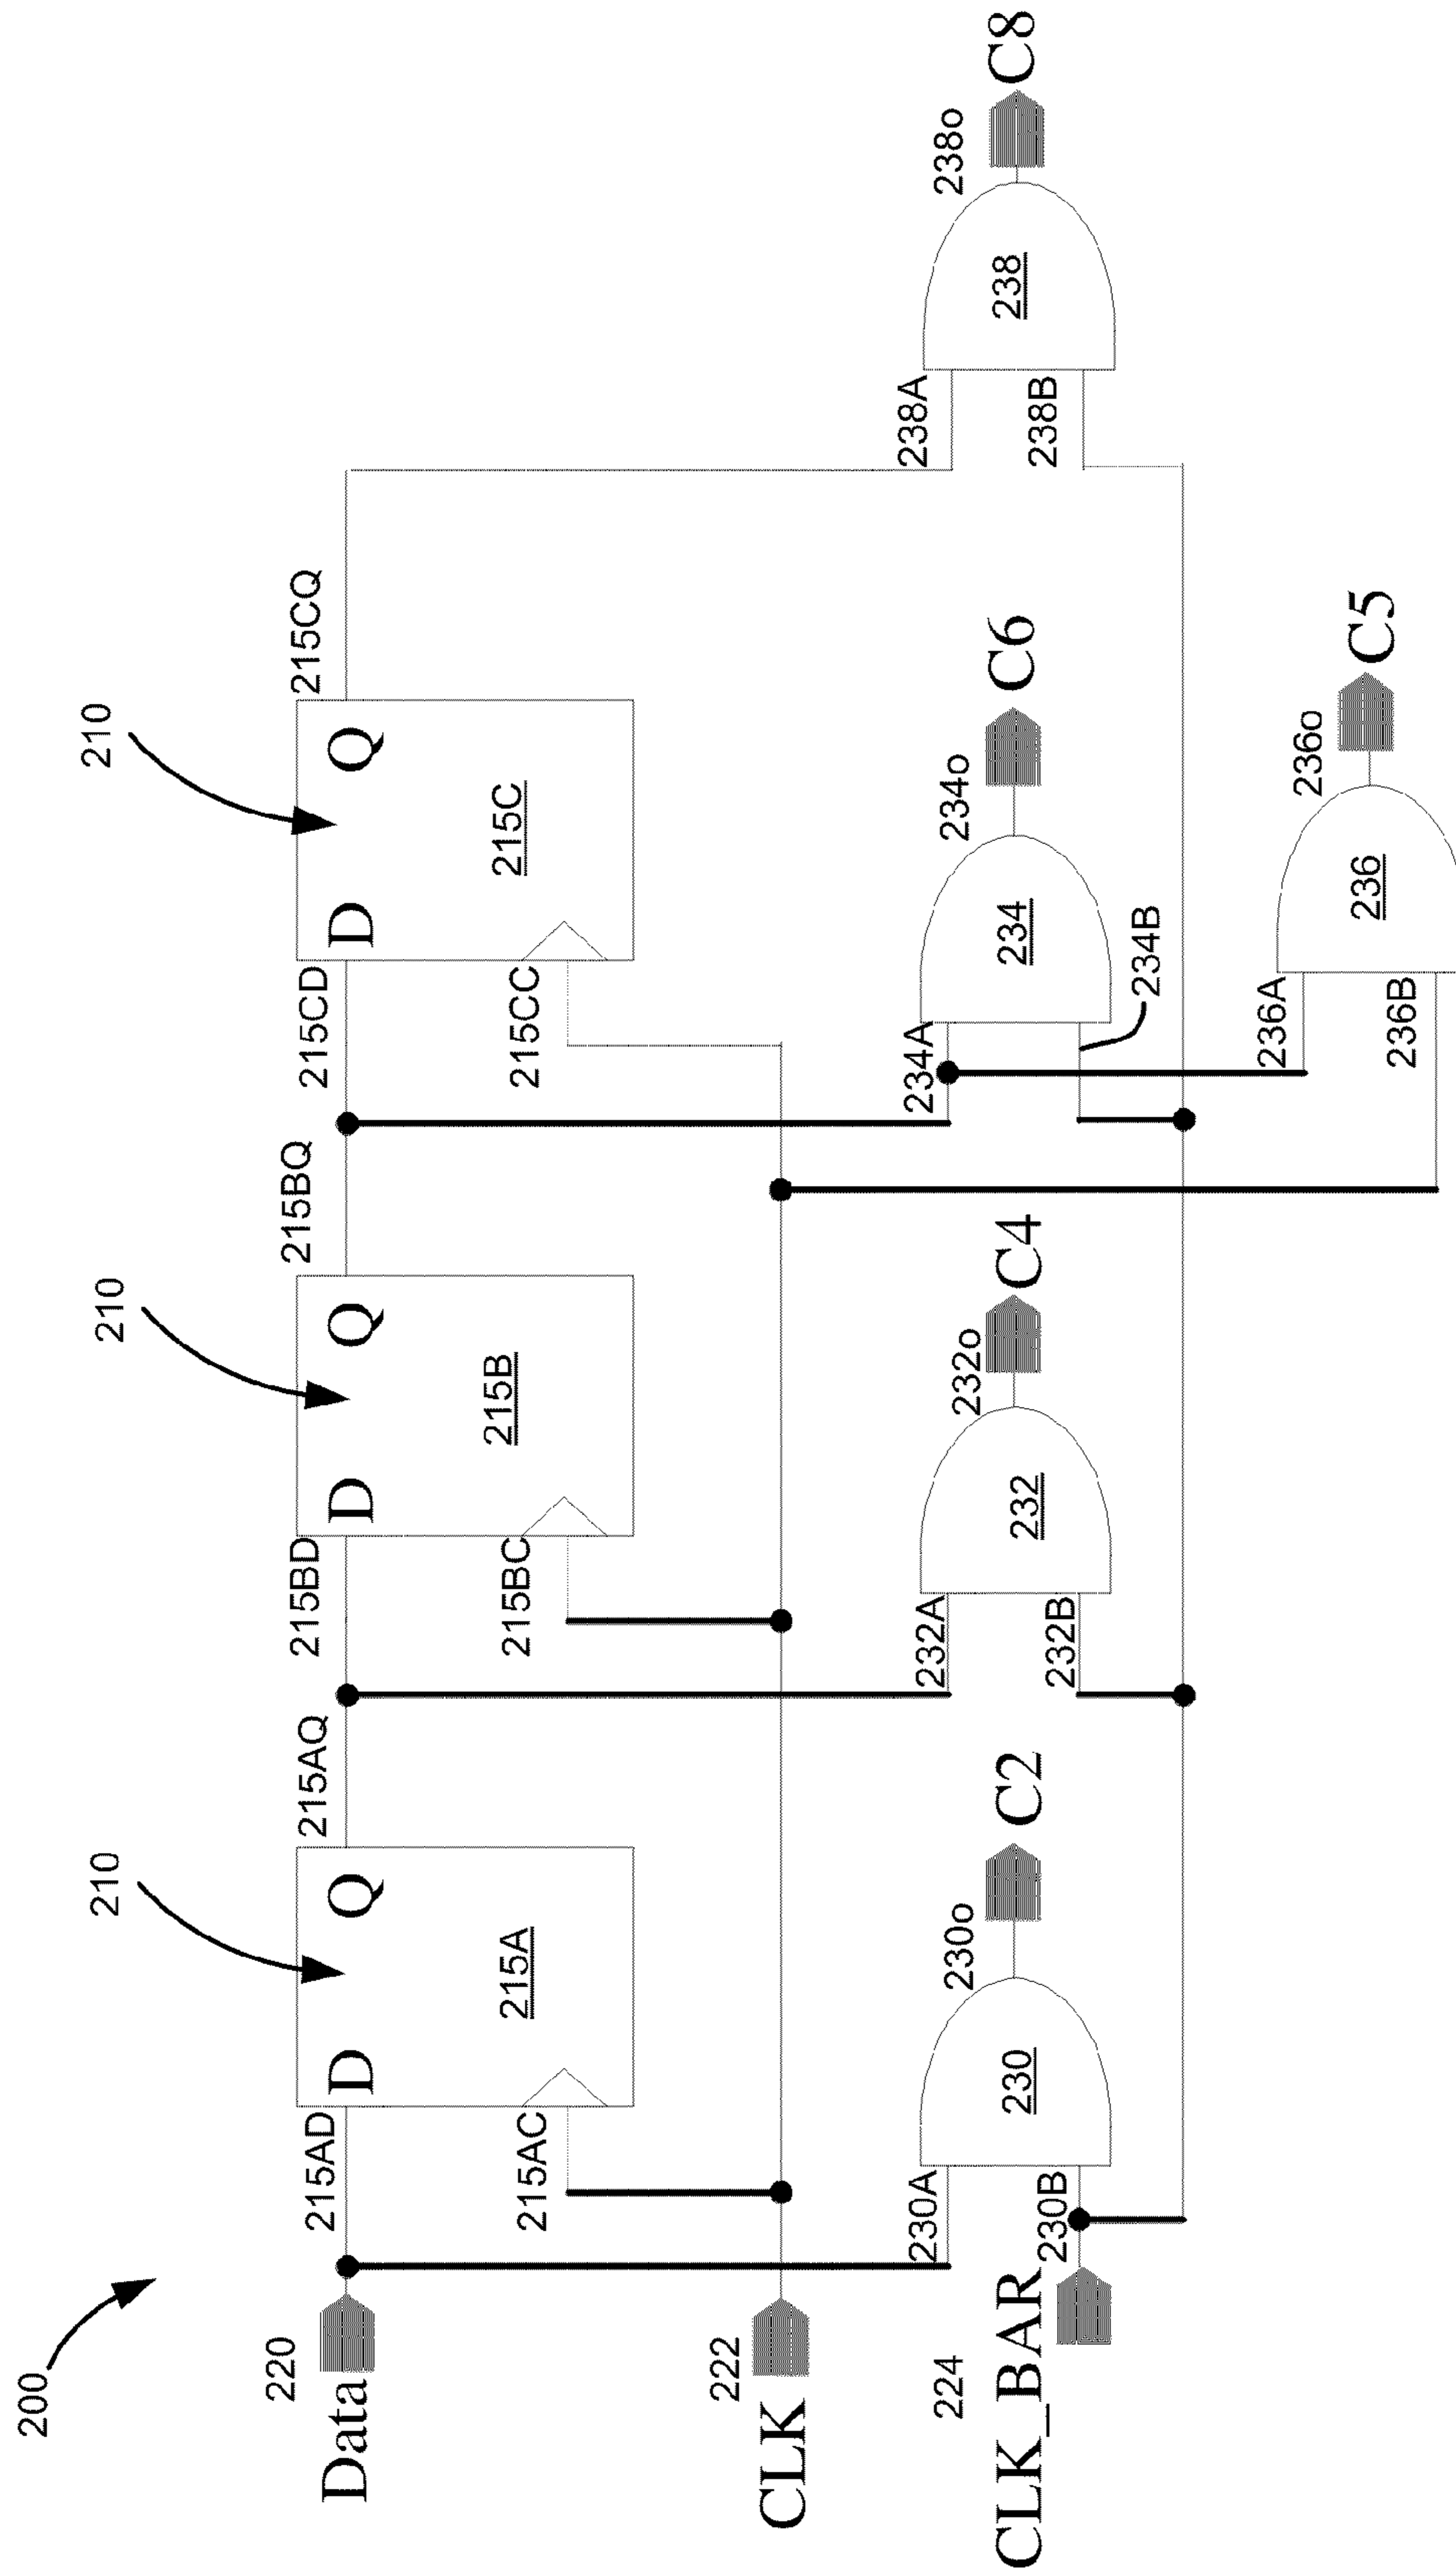 200
210
210
210
215AD
215AQ
215BD
215BQ
215CD
215CQ
220
Data
D
Q
D
Q
D
Q
215A
215B
215C
215AC
215BC
215CC
222
CLK
224
CLK_BAR
230A
230B
230
230o
C2
232A
232B
232
232o
C4
234A
234B
234
234o
C6
238A
238B
238
238o
C8
236A
236B
236
236o
C5